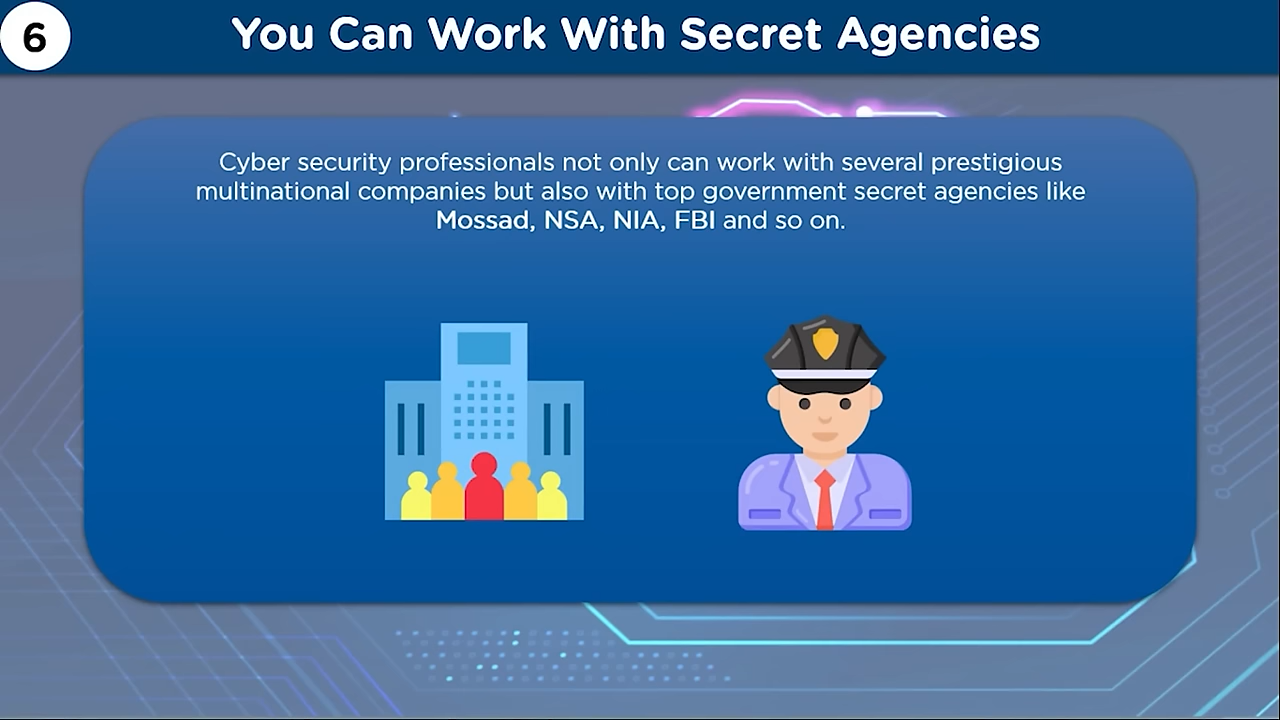 6
You Can Work With Secret Agencies
Cyber security professionals not only can work with several prestigious
multinational companies but also with top government secret agencies like
Mossad, NSA, NIA, FBI and so on.